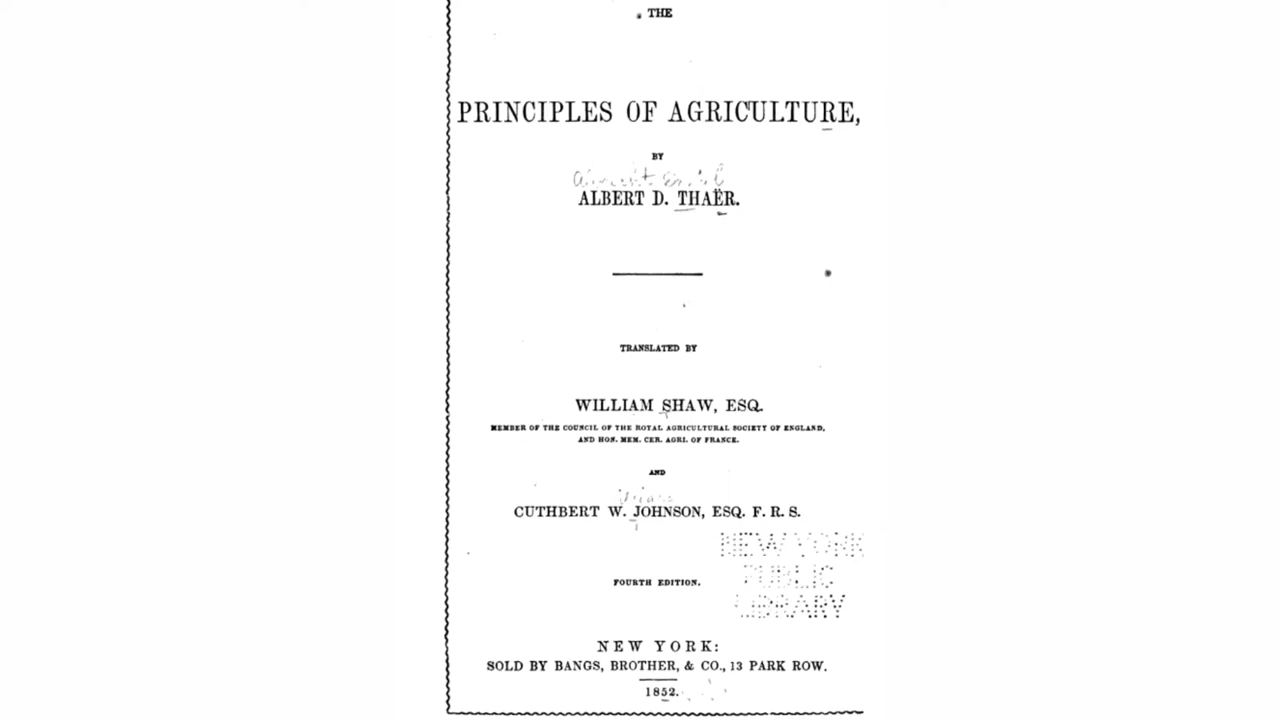 THE
PRINCIPLES OF AGRICULTURE,
BY
ALBERT D. THAËR.
TRANSLATED BY
WILLIAM SHAW, ESQ.
MEMBER OF THE COUNCIL OF THE ROYAL AGRICULTURAL SOCIETY OF ENGLAND,
AND HON. MEM. CER. AGRI. OF FRANCE.
AND
CUTHBERT W. JOHNSON, ESQ. F. R. S.
NEW YORK
PUBLIC
LIBRARY
FOURTH EDITION.
NEW YORK:
SOLD BY BANGS, BROTHER, & CO., 13 PARK ROW.
1852.